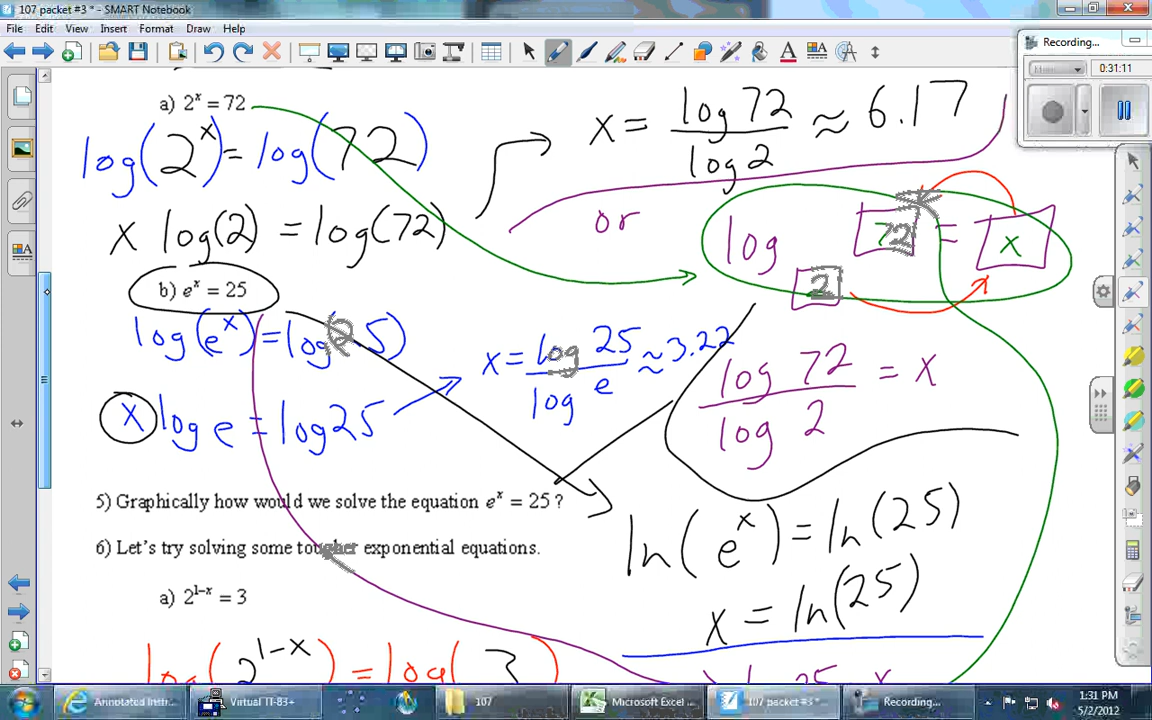 107 packet #3 * - SMART Notebook
File Edit View Insert Format Draw Help
Recording...
00:31:11
a) 2^x = 72
log(2^x) = log(72)
x log(2) = log(72)
x = log 72 / log 2 ≈ 6.17
or
log 2 72 = x
log 72 / log 2 = x
b) e^x = 25
log(e^x) = log(25)
x log e = log 25
x = log 25 / log e ≈ 3.22
ln(e^x) = ln(25)
x = ln(25)
5) Graphically how would we solve the equation e^x = 25 ?
6) Let's try solving some tougher exponential equations.
a) 2^{1-x} = 3
log(2^{1-x}) = log(3)
Annotated Instr...
Virtual TI-83+
107
Microsoft Excel ...
107 packet #3 * ...
Recording...
1:31 PM
5/2/2012